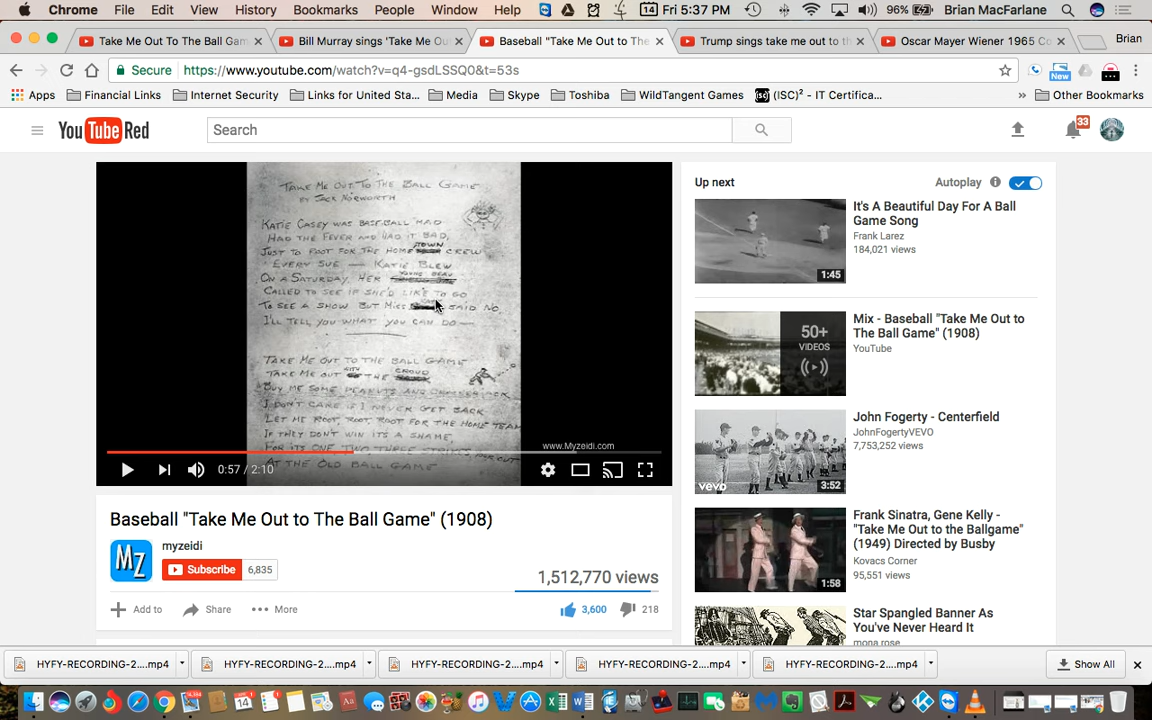 Chrome File Edit View History Bookmarks People Window Help 14 Fri 5:37 PM 96% Brian MacFarlane
Take Me Out To The Ball Gam Bill Murray sings 'Take Me Ou Baseball "Take Me Out to The Trump sings take me out to th Oscar Mayer Wiener 1965 Co Brian
Secure https://www.youtube.com/watch?v=q4-gsdLSSQ0&t=53s New
Apps Financial Links Internet Security Links for United Sta... Media Skype Toshiba WildTangent Games (ISC)² - IT Certifica... » Other Bookmarks
YouTube Red Search 33
TAKE ME OUT TO THE BALL GAME
BY JACK NORWORTH
KATIE CASEY WAS BASEBALL MAD
HAD THE FEVER AND HAD IT BAD,
JUST TO ROOT FOR THE HOME TOWN CREW
EVERY SUE — KATIE BLEW
ON A SATURDAY, HER YOUNG BEAU
CALLED TO SEE IF SHE'D LIKE TO GO
TO SEE A SHOW BUT MISS SAID NO,
I'LL TELL YOU WHAT YOU CAN DO—
TAKE ME OUT TO THE BALL GAME
TAKE ME OUT WITH THE CROWD
BUY ME SOME PEANUTS AND CRACKERJACK
I DON'T CARE IF I NEVER GET BACK
LET ME ROOT, ROOT, ROOT FOR THE HOME TEAM
IF THEY DON'T WIN ITS A SHAME,
FOR ITS ONE, TWO THREE STRIKES OUT
AT THE OLD BALL GAME
www.Myzeidi.com
0:57 / 2:10
Baseball "Take Me Out to The Ball Game" (1908)
MZ myzeidi
Subscribe 6,835
1,512,770 views
Add to Share More 3,600 218
Up next Autoplay
It's A Beautiful Day For A Ball
Game Song
Frank Larez
184,021 views
1:45
Mix - Baseball "Take Me Out to
The Ball Game" (1908)
YouTube
50+
VIDEOS
John Fogerty - Centerfield
JohnFogertyVEVO
7,753,252 views
vevo 3:52
Frank Sinatra, Gene Kelly -
"Take Me Out to the Ballgame"
(1949) Directed by Busby
Kovacs Corner
95,551 views
1:58
Star Spangled Banner As
You've Never Heard It
mona rose
HYFY-RECORDING-2....mp4 HYFY-RECORDING-2....mp4 HYFY-RECORDING-2....mp4 HYFY-RECORDING-2....mp4 HYFY-RECORDING-2....mp4 Show All